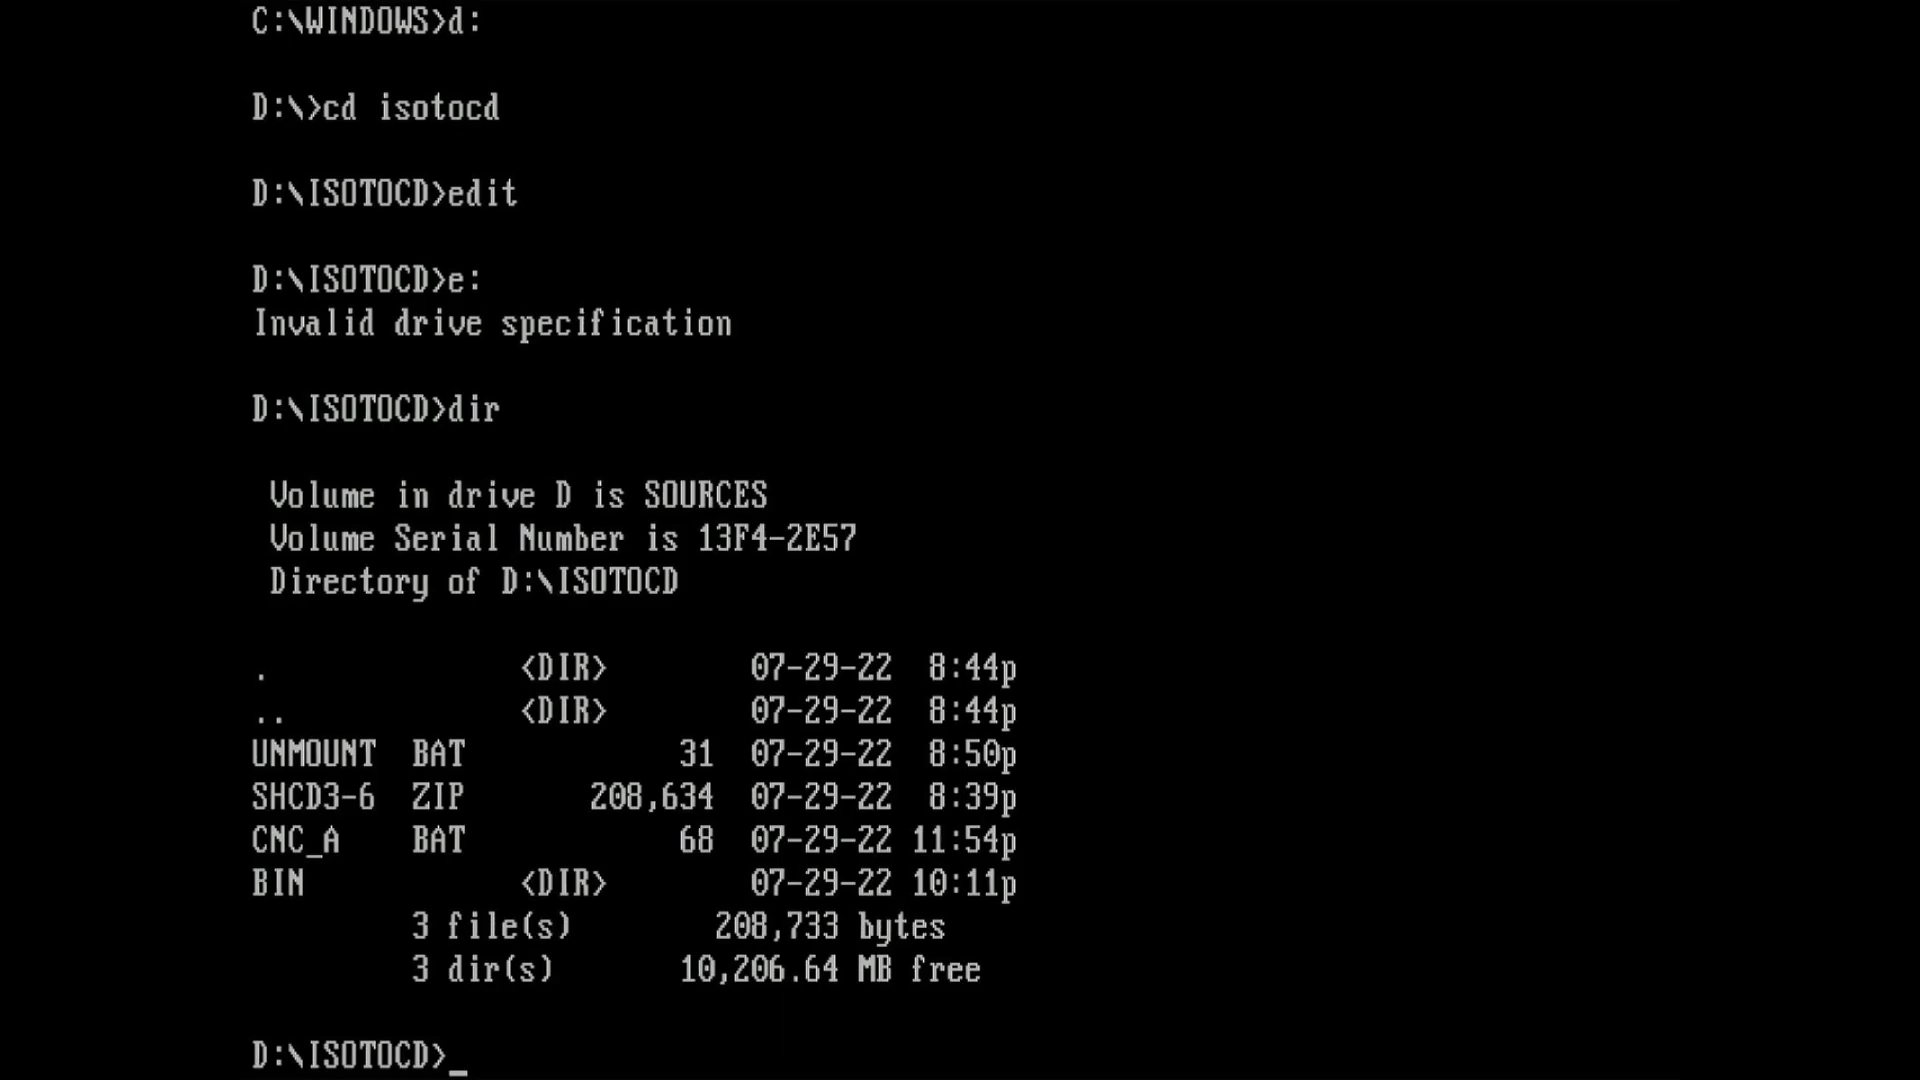 C:\WINDOWS>d:
D:\>cd isotocd
D:\ISOTOCD>edit
D:\ISOTOCD>e:
Invalid drive specification
D:\ISOTOCD>dir
Volume in drive D is SOURCES
Volume Serial Number is 13F4-2E57
Directory of D:\ISOTOCD
. <DIR> 07-29-22 8:44p
.. <DIR> 07-29-22 8:44p
UNMOUNT BAT 31 07-29-22 8:50p
SHCD3-6 ZIP 208,634 07-29-22 8:39p
CNC_A BAT 68 07-29-22 11:54p
BIN <DIR> 07-29-22 10:11p
3 file(s) 208,733 bytes
3 dir(s) 10,206.64 MB free
D:\ISOTOCD>_